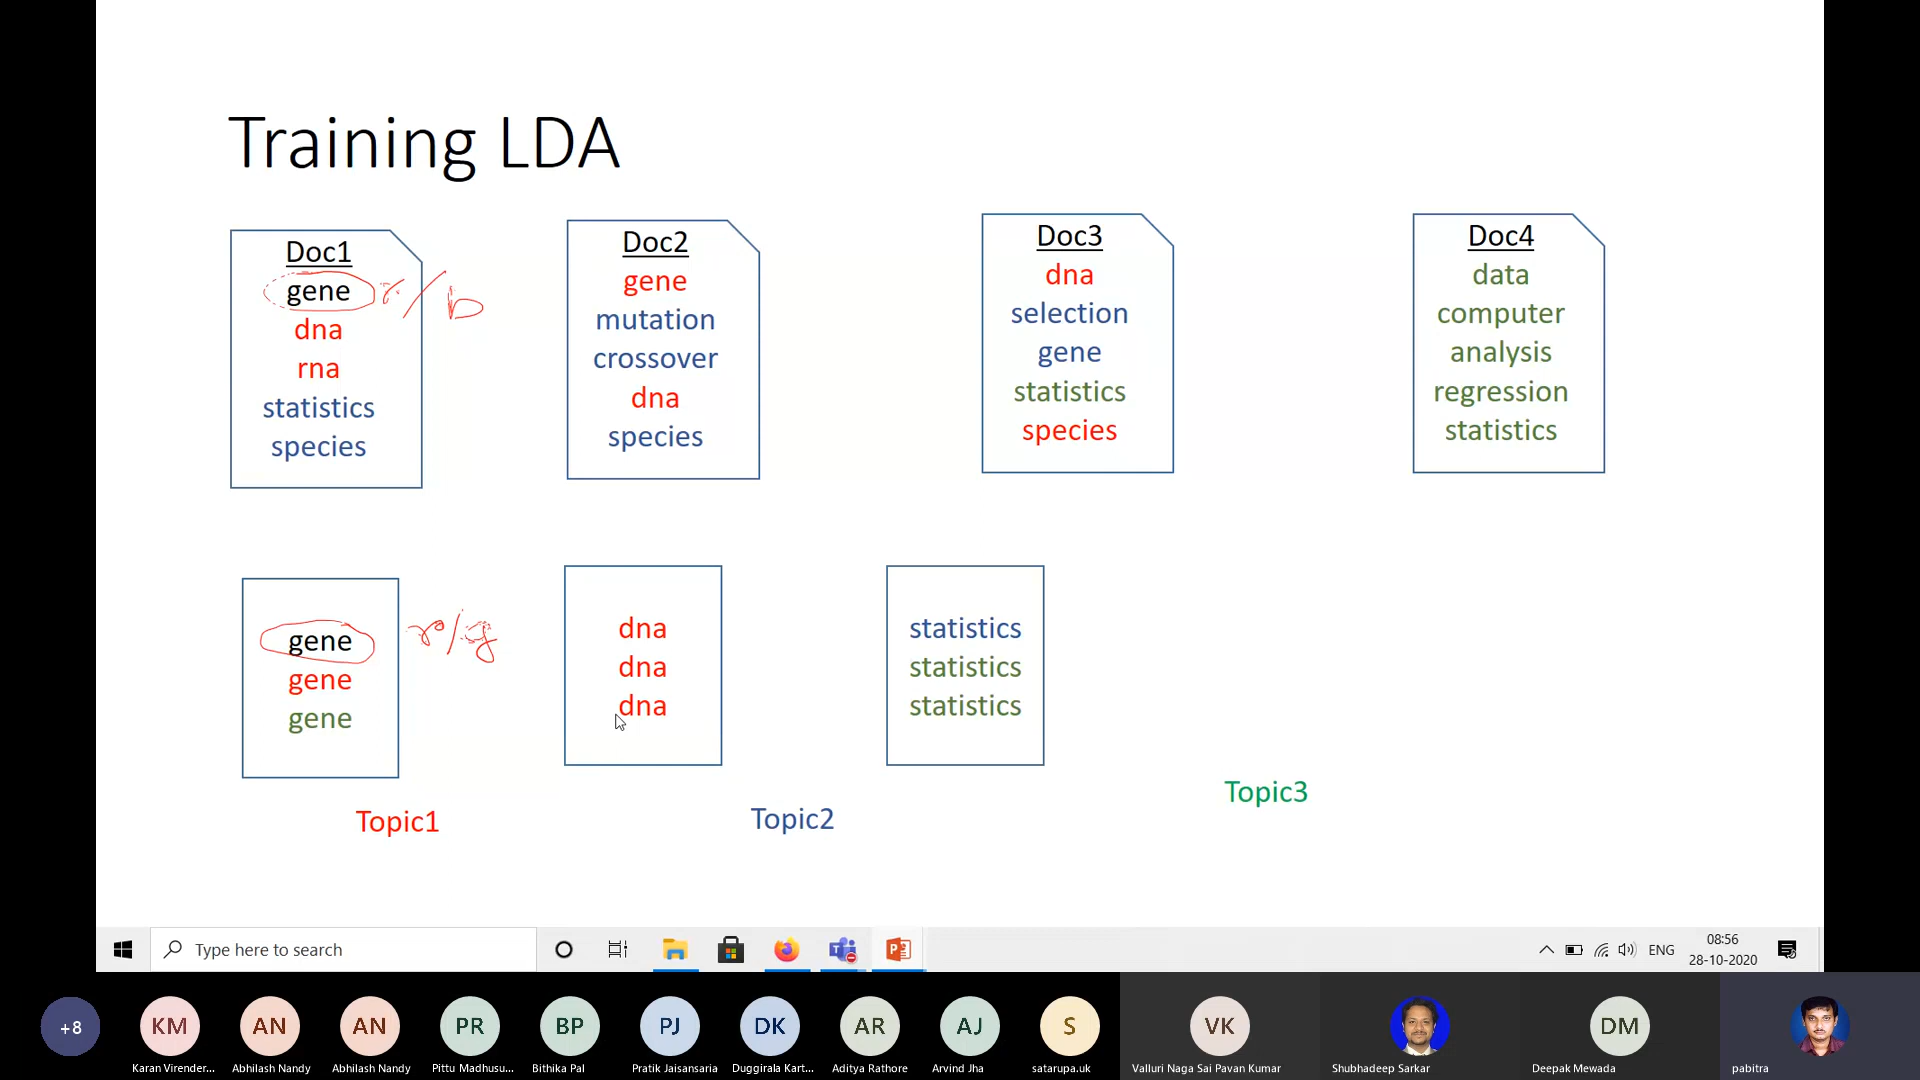 Training LDA
Doc1
gene
dna
rna
statistics
species
Doc2
gene
mutation
crossover
dna
species
Doc3
dna
selection
gene
statistics
species
Doc4
data
computer
analysis
regression
statistics
gene
gene
gene
dna
dna
dna
statistics
statistics
statistics
Topic1
Topic2
Topic3
Type here to search
ENG
08:56
28-10-2020
+8
KM
AN
AN
PR
BP
PJ
DK
AR
AJ
S
VK
DM
Karan Virender...
Abhilash Nandy
Abhilash Nandy
Pittu Madhusu...
Bithika Pal
Pratik Jaisansaria
Duggirala Kart...
Aditya Rathore
Arvind Jha
satarupa.uk
Valluri Naga Sai Pavan Kumar
Shubhadeep Sarkar
Deepak Mewada
pabitra